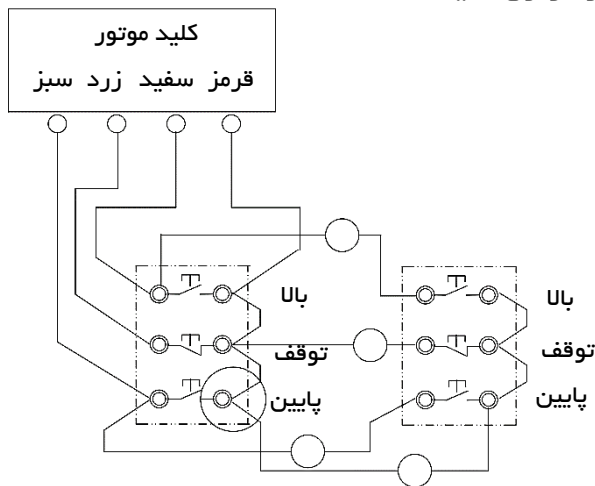 کلید موتور
قرمز سفید زرد سبز
بالا
توقف
پایین
بالا
توقف
پایین